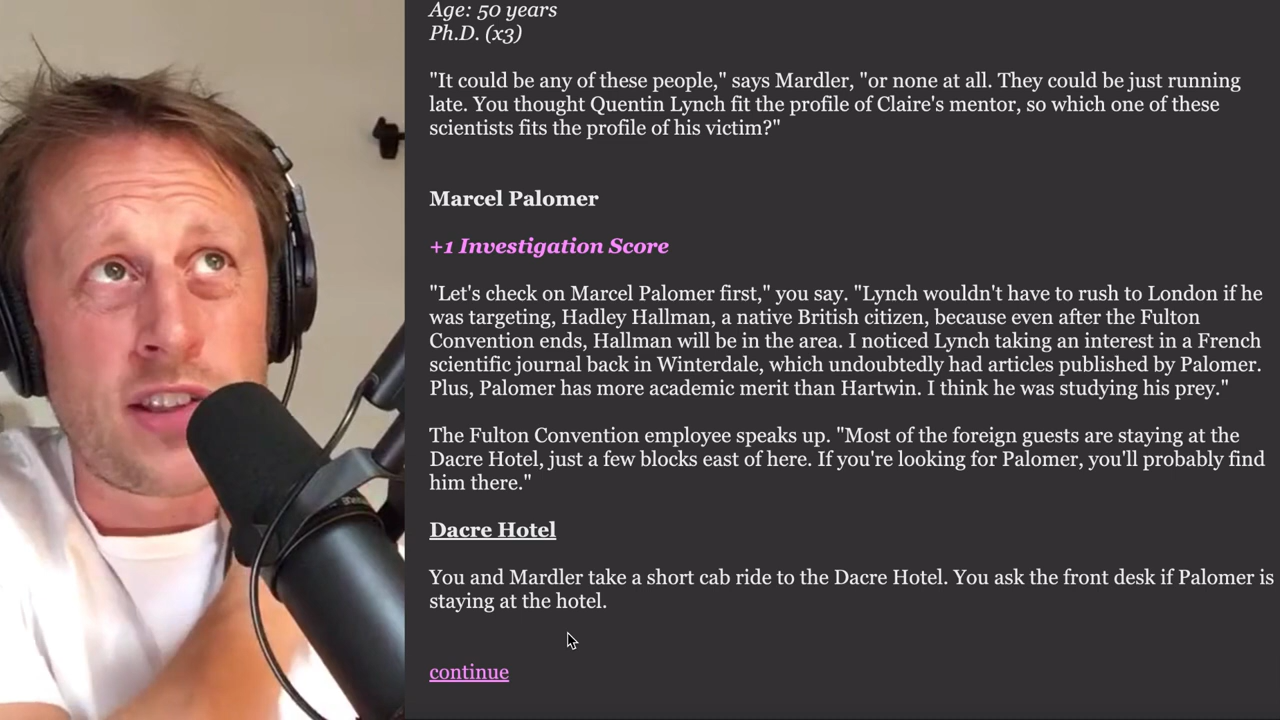 Age: 50 years
Ph.D. (x3)
"It could be any of these people," says Mardler, "or none at all. They could be just running
late. You thought Quentin Lynch fit the profile of Claire's mentor, so which one of these
scientists fits the profile of his victim?"
Marcel Palomer
+1 Investigation Score
"Let's check on Marcel Palomer first," you say. "Lynch wouldn't have to rush to London if he
was targeting, Hadley Hallman, a native British citizen, because even after the Fulton
Convention ends, Hallman will be in the area. I noticed Lynch taking an interest in a French
scientific journal back in Winterdale, which undoubtedly had articles published by Palomer.
Plus, Palomer has more academic merit than Hartwin. I think he was studying his prey."
The Fulton Convention employee speaks up. "Most of the foreign guests are staying at the
Dacre Hotel, just a few blocks east of here. If you're looking for Palomer, you'll probably find
him there."
Dacre Hotel
You and Mardler take a short cab ride to the Dacre Hotel. You ask the front desk if Palomer is
staying at the hotel.
continue